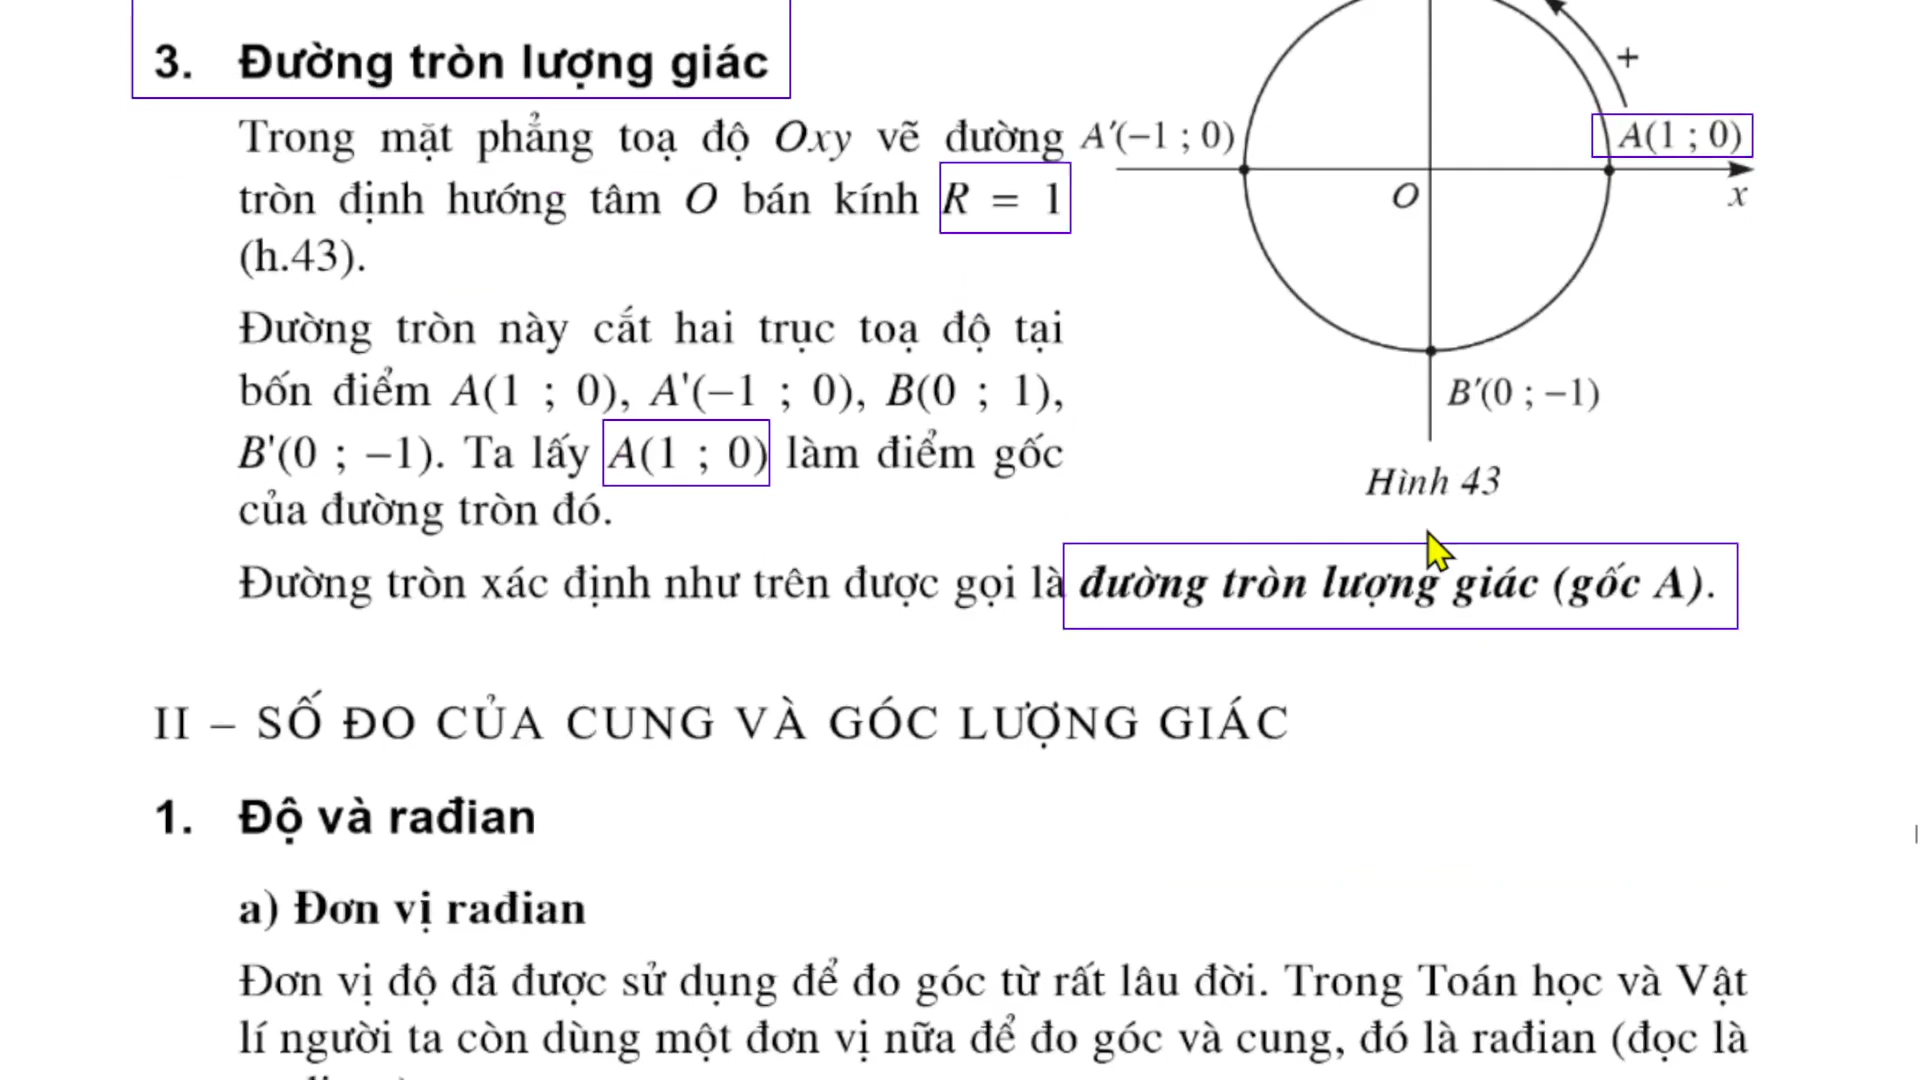 3. Đường tròn lượng giác
Trong mặt phẳng toạ độ Oxy vẽ đường
tròn định hướng tâm O bán kính R = 1
(h.43).
Đường tròn này cắt hai trục toạ độ tại
bốn điểm A(1 ; 0), A'(−1 ; 0), B(0 ; 1),
B'(0 ; −1). Ta lấy A(1 ; 0) làm điểm gốc
của đường tròn đó.
+
A′(−1 ; 0)
A(1 ; 0)
O
x
B′(0 ; −1)
Hình 43
Đường tròn xác định như trên được gọi là đường tròn lượng giác (gốc A).
II – SỐ ĐO CỦA CUNG VÀ GÓC LƯỢNG GIÁC
1. Độ và rađian
a) Đơn vị rađian
Đơn vị độ đã được sử dụng để đo góc từ rất lâu đời. Trong Toán học và Vật
lí người ta còn dùng một đơn vị nữa để đo góc và cung, đó là rađian (đọc là